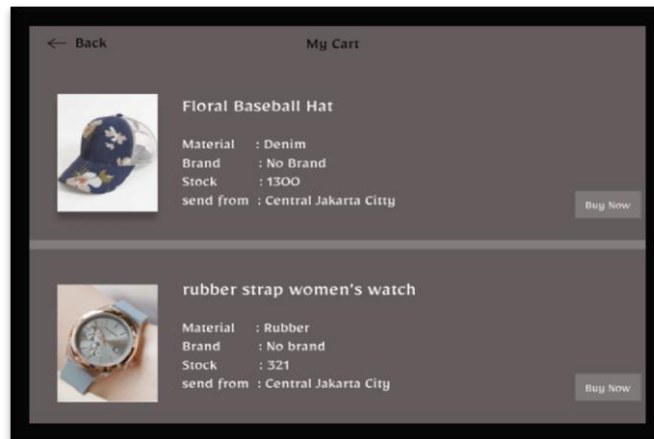 ← Back
My Cart
Floral Baseball Hat
Material : Denim
Brand : No Brand
Stock : 1300
send from : Central Jakarta Citty
Buy Now
rubber strap women's watch
Material : Rubber
Brand : No brand
Stock : 321
send from : Central Jakarta City
Buy Now